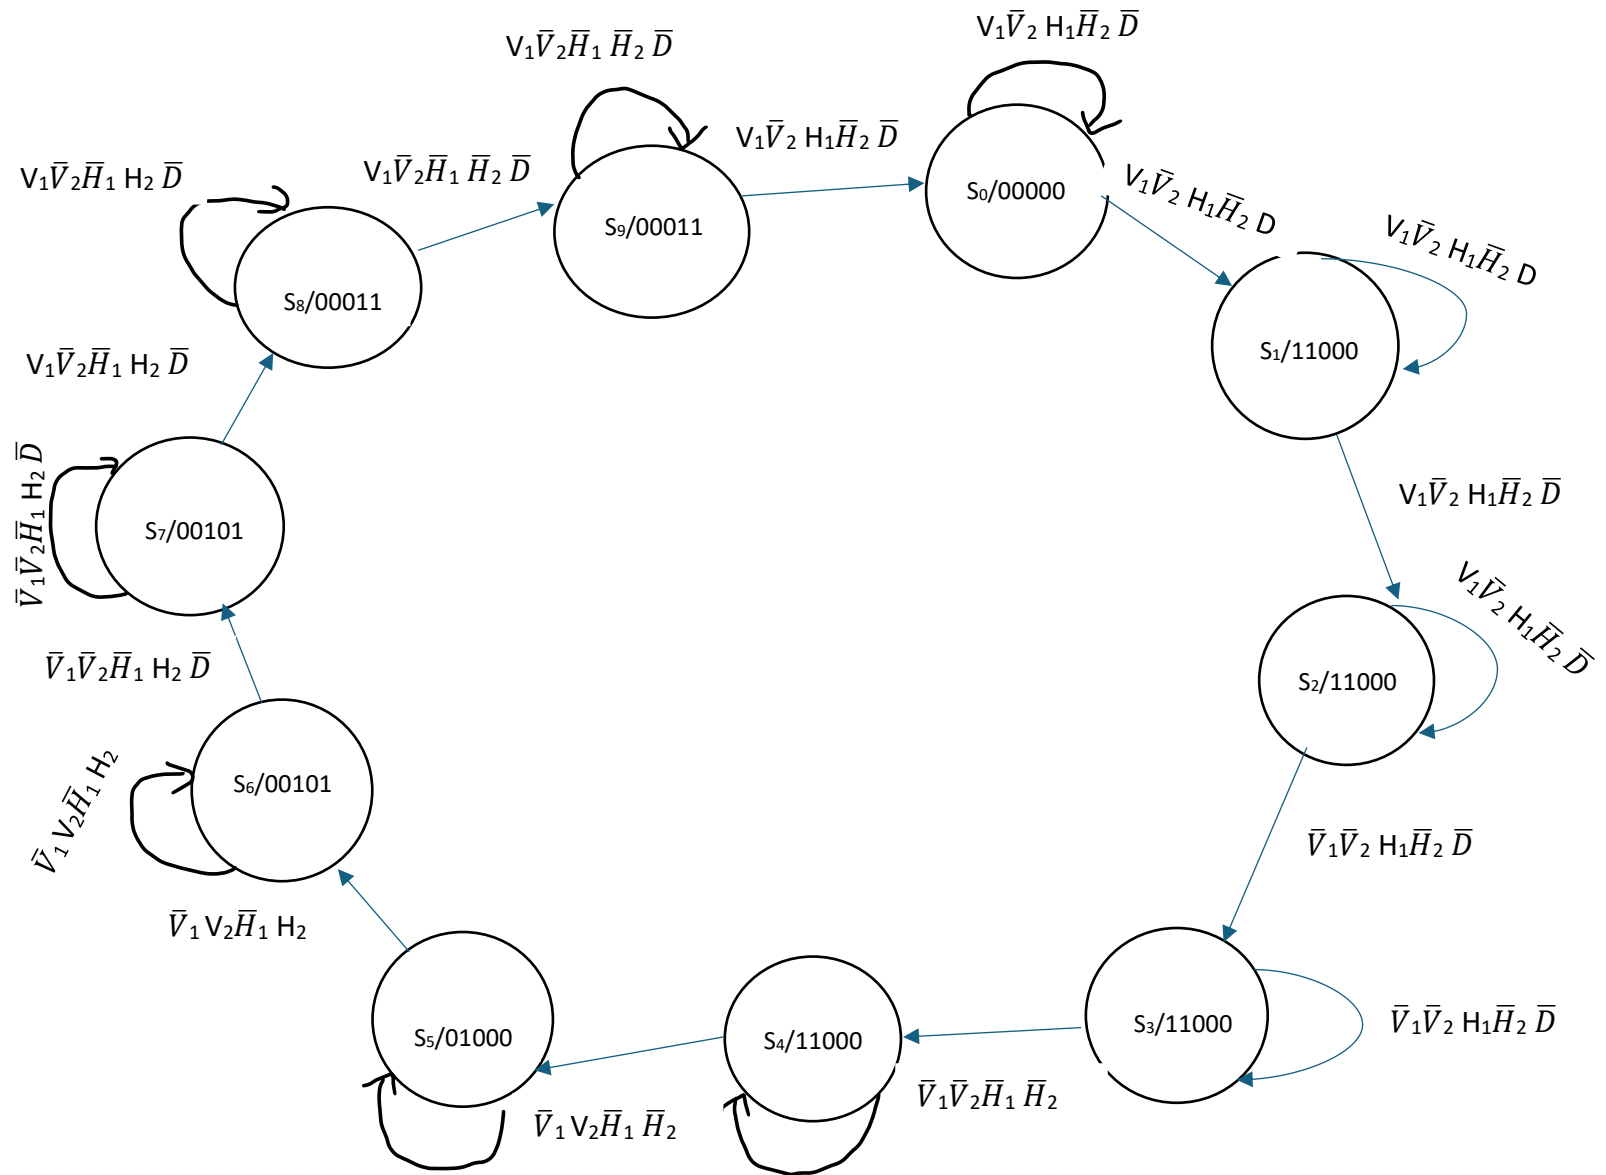 V₁V̅₂ H₁H̅₂ D̅
V₁V̅₂H̅₁ H̅₂ D̅
V₁V̅₂ H₁H̅₂ D̅
V₁V̅₂H̅₁ H̅₂ D̅
V₁V̅₂H̅₁ H₂ D̅
S₀/00000
V₁V̅₂ H₁H̅₂ D
V₁V̅₂ H₁H̅₂ D
S₉/00011
S₈/00011
S₁/11000
V₁V̅₂H̅₁ H₂ D̅
V₁V̅₂ H₁H̅₂ D̅
V̅₁V̅₂H̅₁ H₂ D̅
S₇/00101
V₁V̅₂ H₁H̅₂ D̅
V̅₁V̅₂H̅₁ H₂ D̅
S₂/11000
S₆/00101
V̅₁ V₂H̅₁ H₂
V̅₁V̅₂ H₁H̅₂ D̅
V̅₁ V₂H̅₁ H₂
S₃/11000
V̅₁V̅₂ H₁H̅₂ D̅
S₅/01000
S₄/11000
V̅₁V̅₂H̅₁ H̅₂
V̅₁ V₂H̅₁ H̅₂